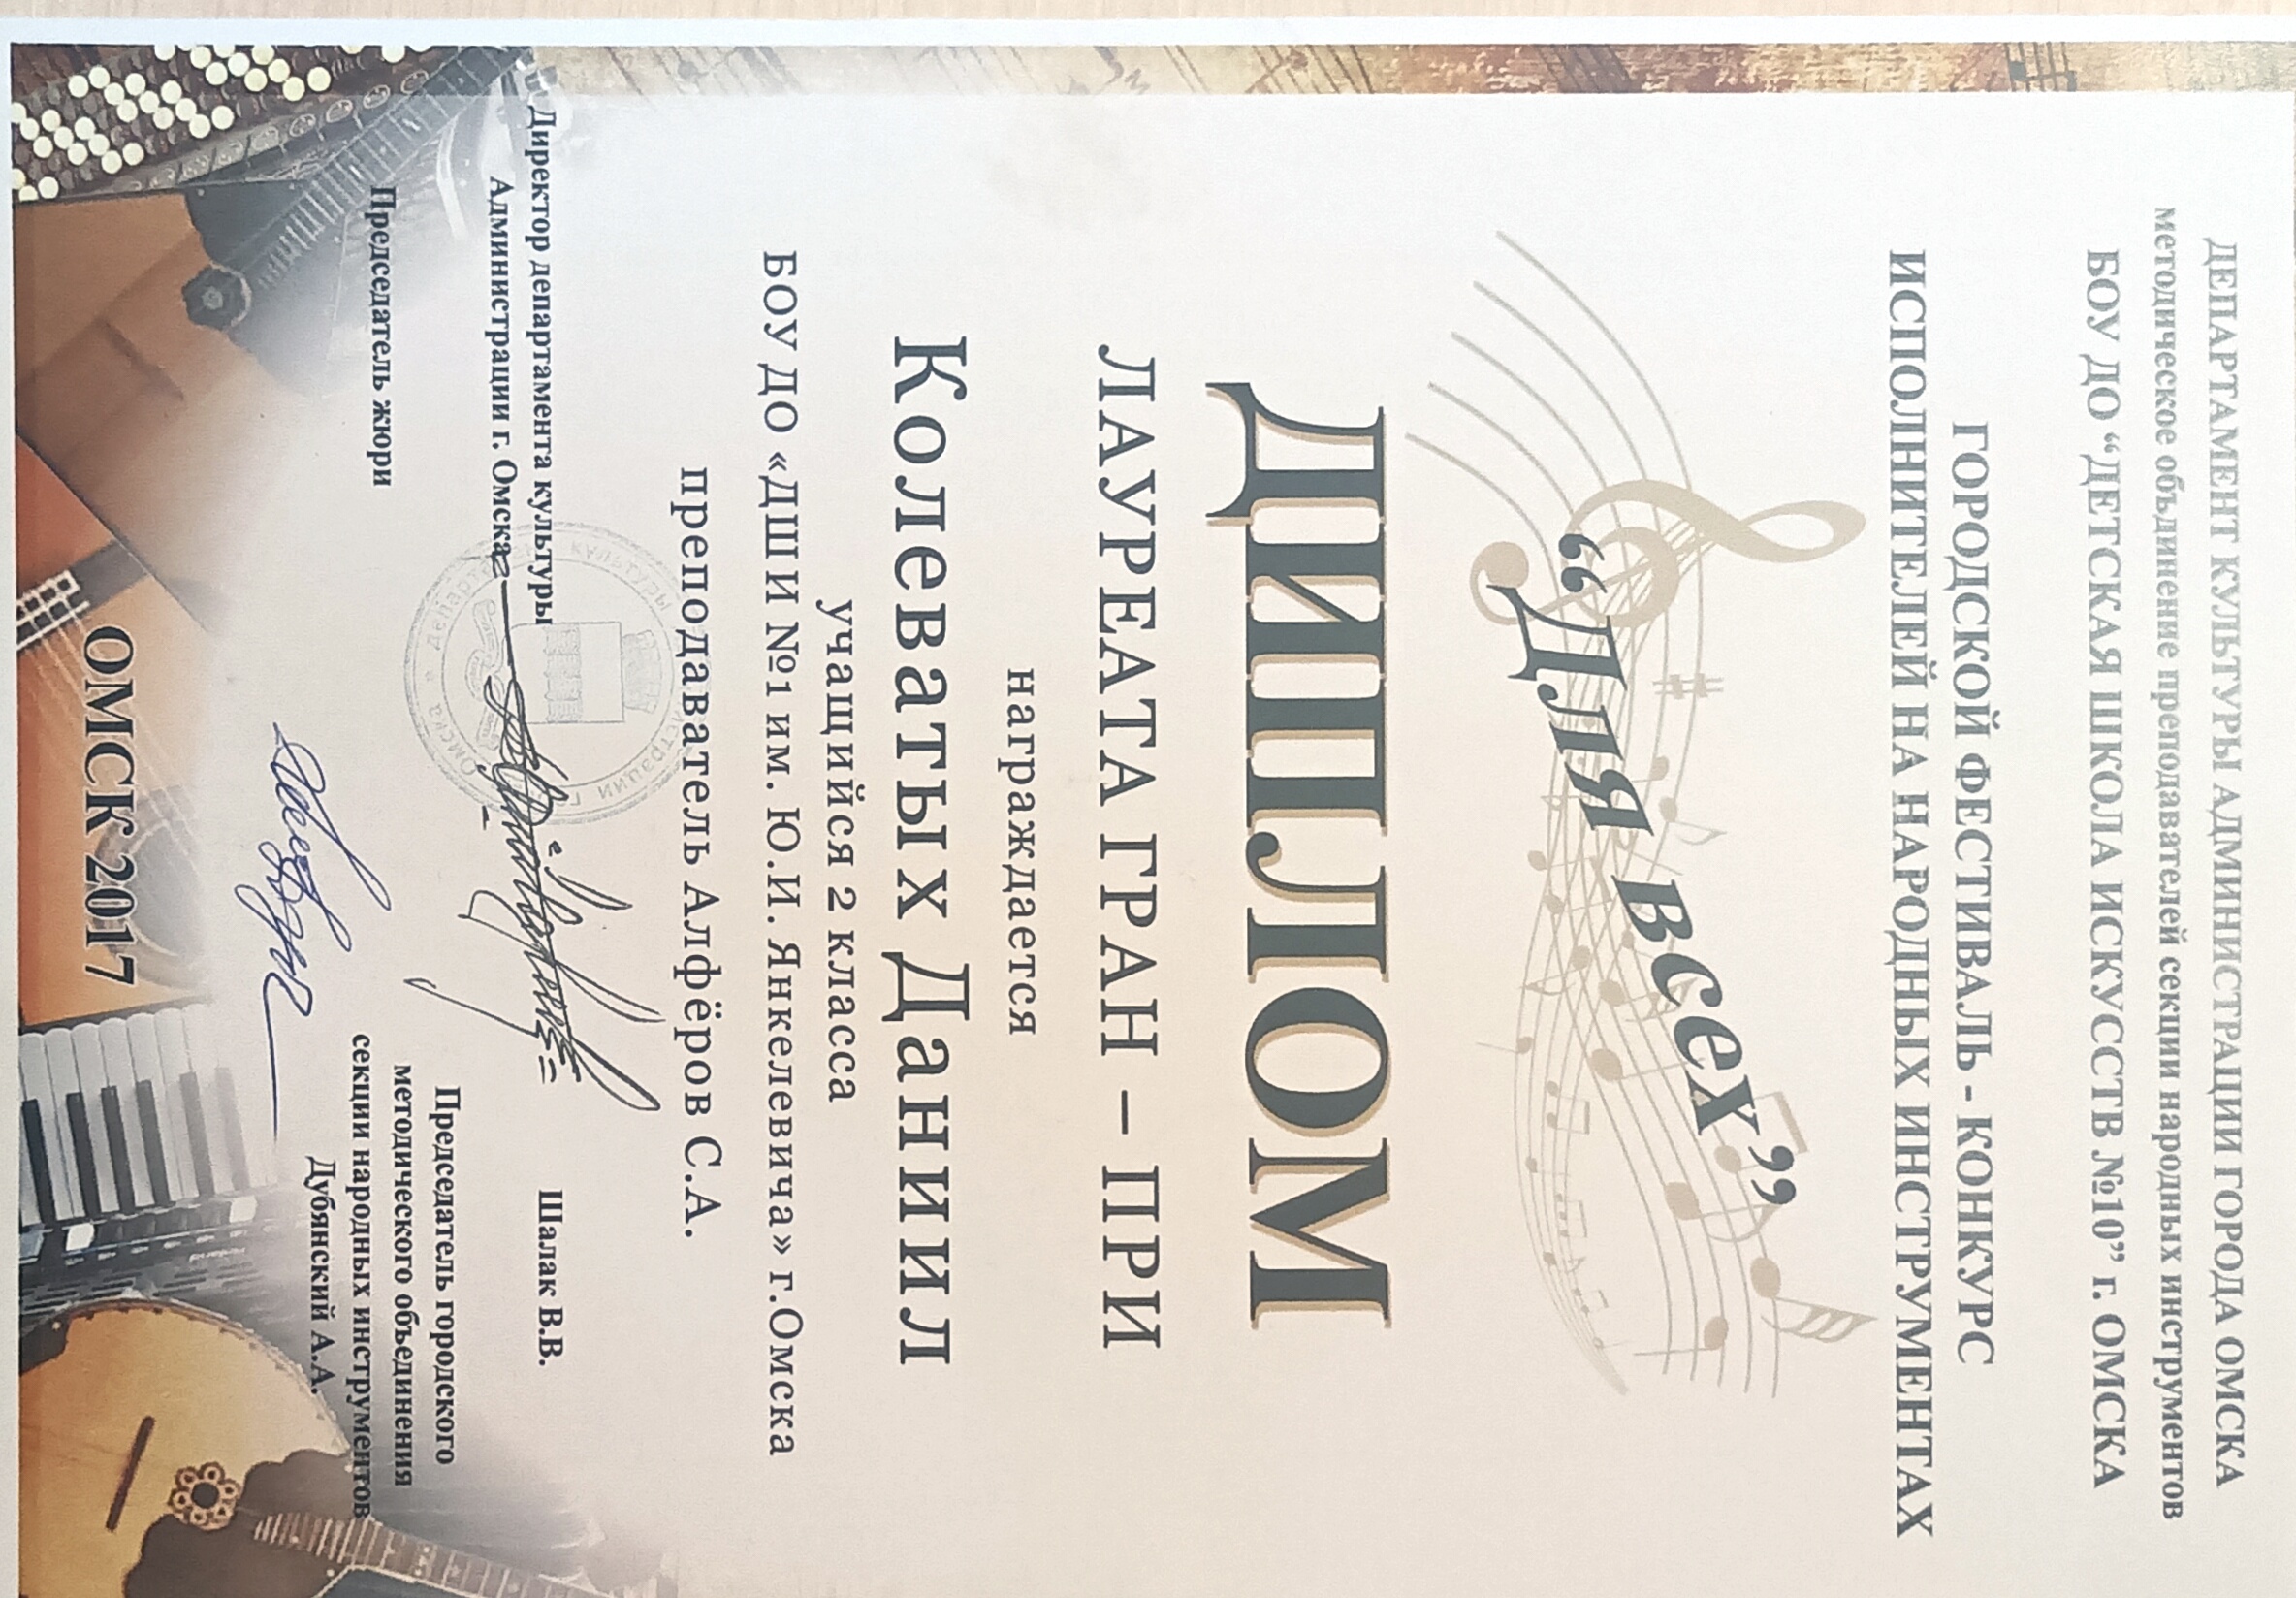 ДЕПАРТАМЕНТ КУЛЬТУРЫ АДМИНИСТРАЦИИ ГОРОДА ОМСКА
методическое объдинение преподавателей секции народных инструментов
БОУ ДО “ДЕТСКАЯ ШКОЛА ИСКУССТВ №10” г. ОМСКА
ГОРОДСКОЙ ФЕСТИВАЛЬ - КОНКУРС
ИСПОЛНИТЕЛЕЙ НА НАРОДНЫХ ИНСТРУМЕНТАХ
“Для всех”
ДИПЛОМ
ЛАУРЕАТА ГРАН – ПРИ
награждается
Колеватых Даниил
учащийся 2 класса
БОУ ДО «ДШИ №1 им. Ю.И. Янкелевича» г.Омска
преподаватель Алфёров С.А.
Директор департамента культуры
Администрации г. Омска
Шалак В.В.
Председатель жюри
Председатель городского
методического объединения
секции народных инструментов
Дубянский А.А.
ОМСК 2017